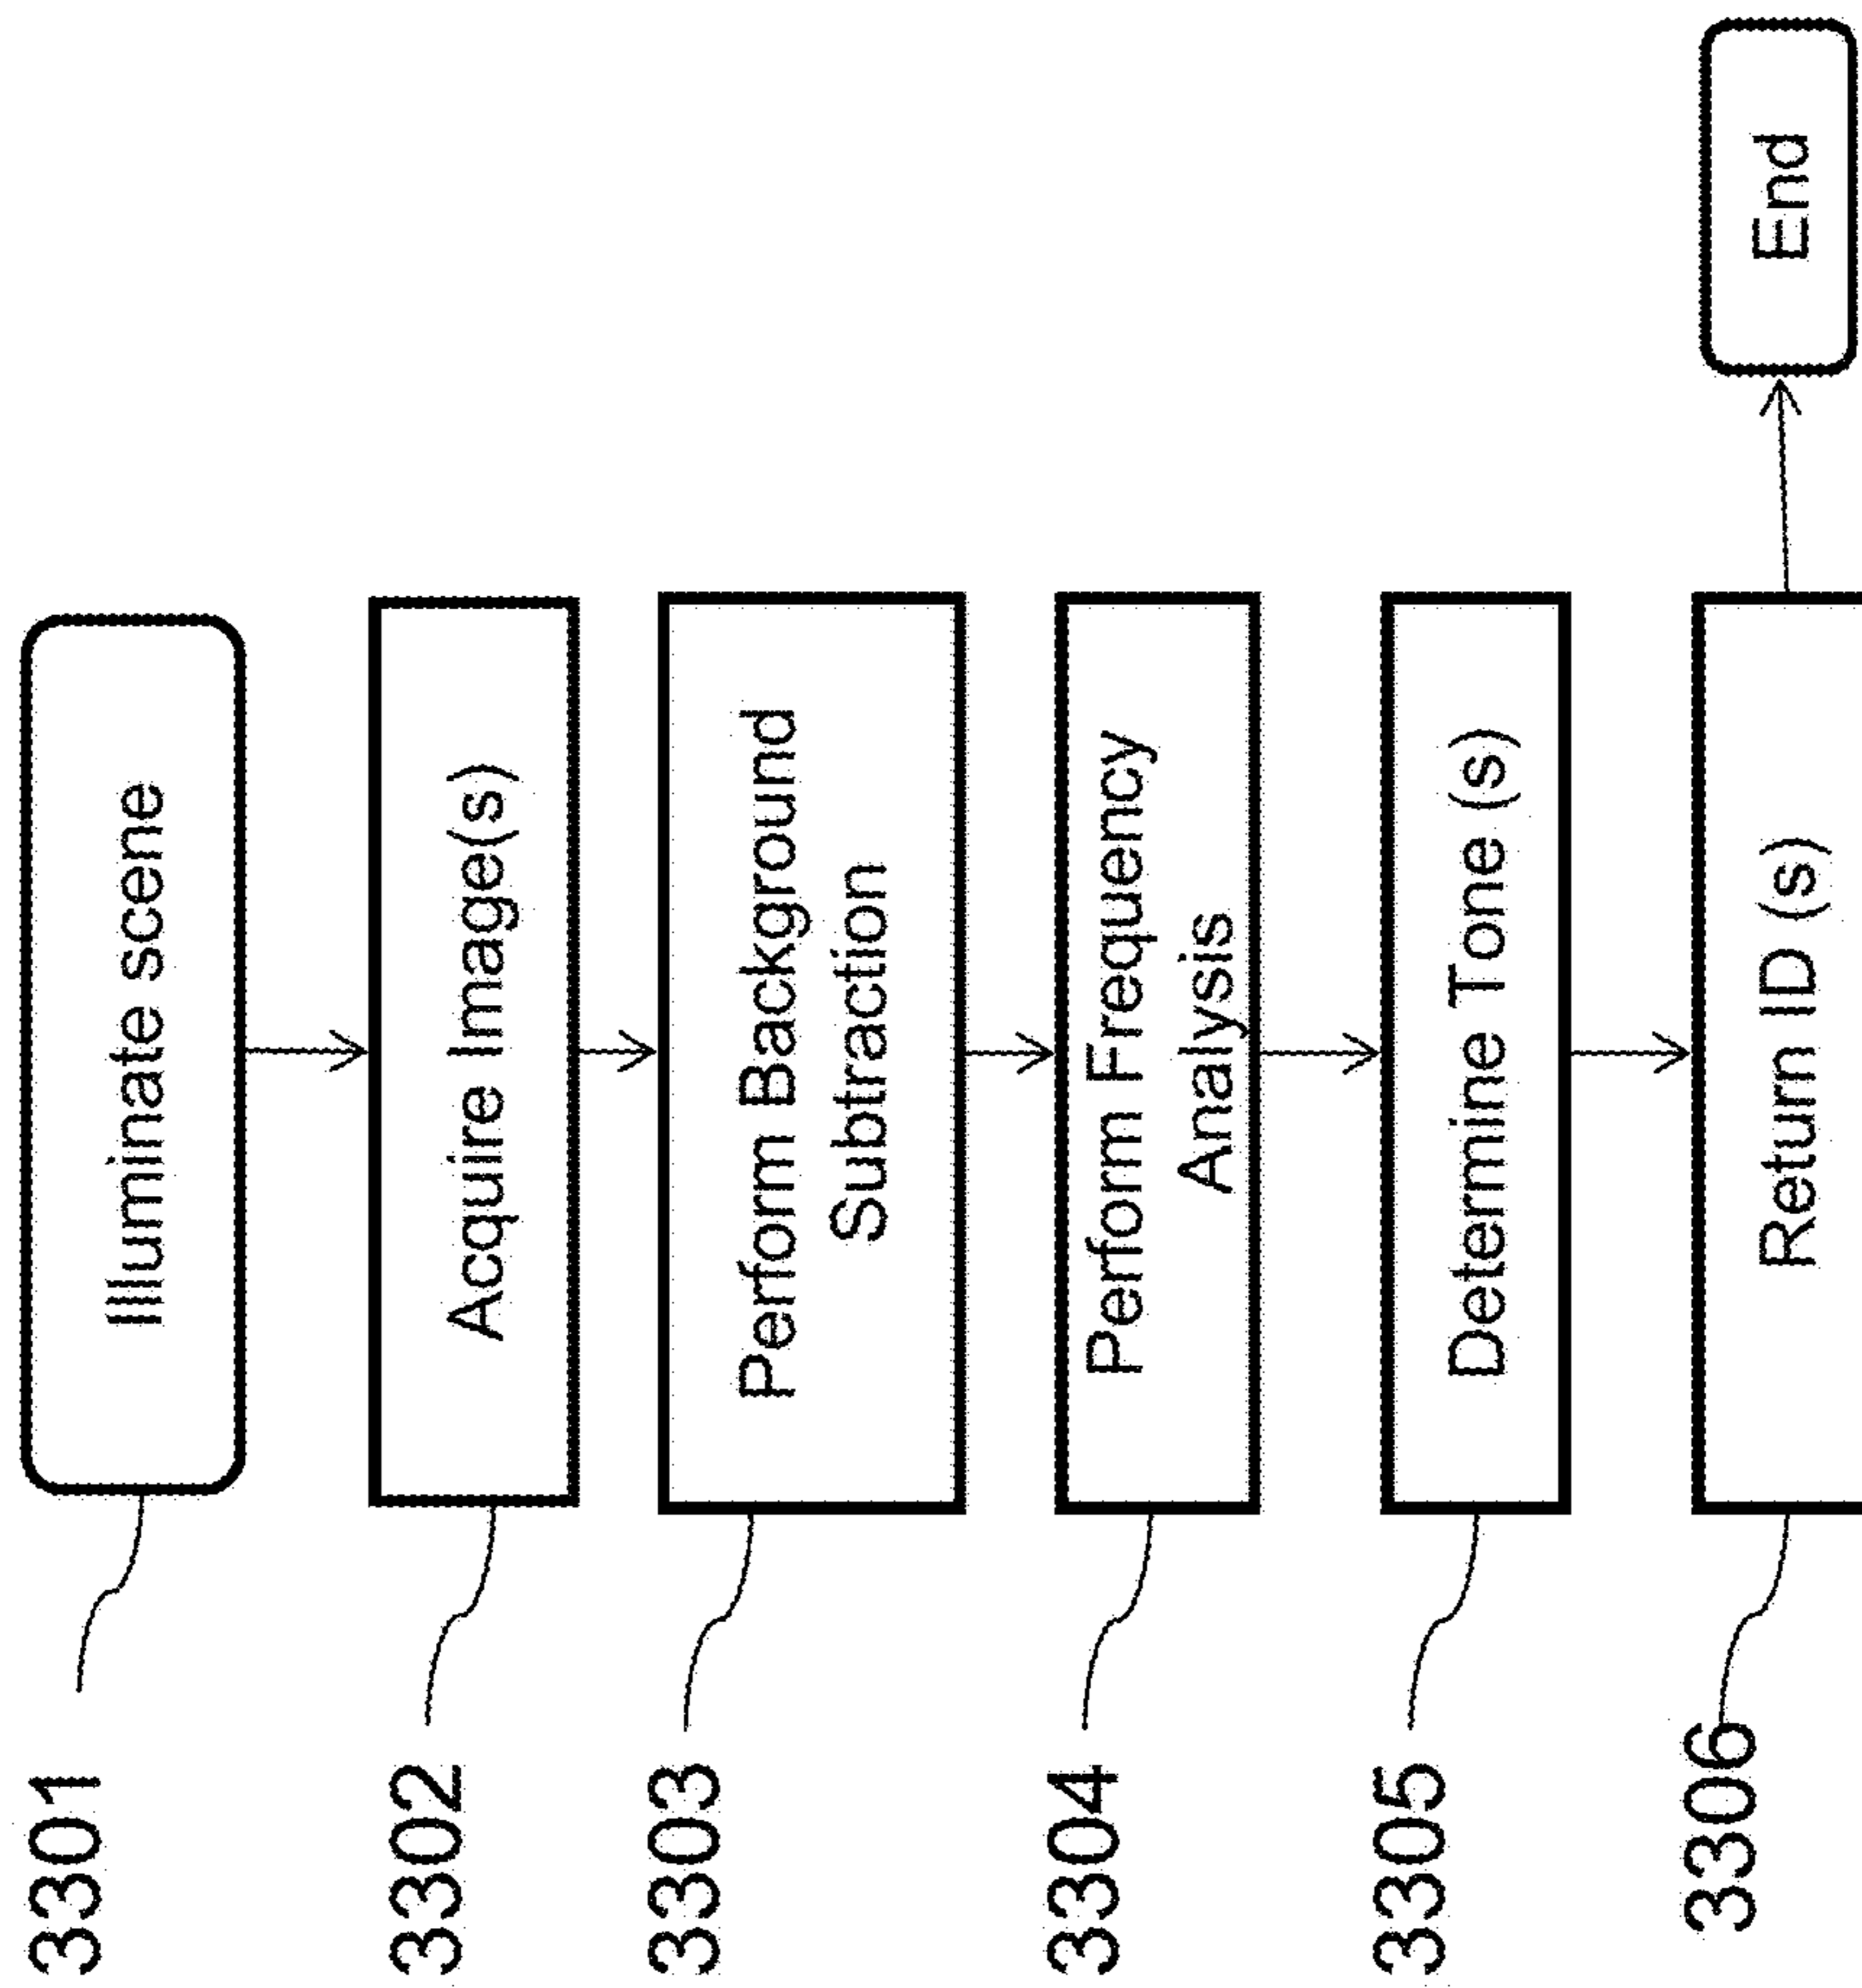 3301
Illuminate scene
3302
Acquire Image(s)
3303
Perform Background
Subtraction
3304
Perform Frequency
Analysis
3305
Determine Tone (s)
3306
Return ID (s)
End